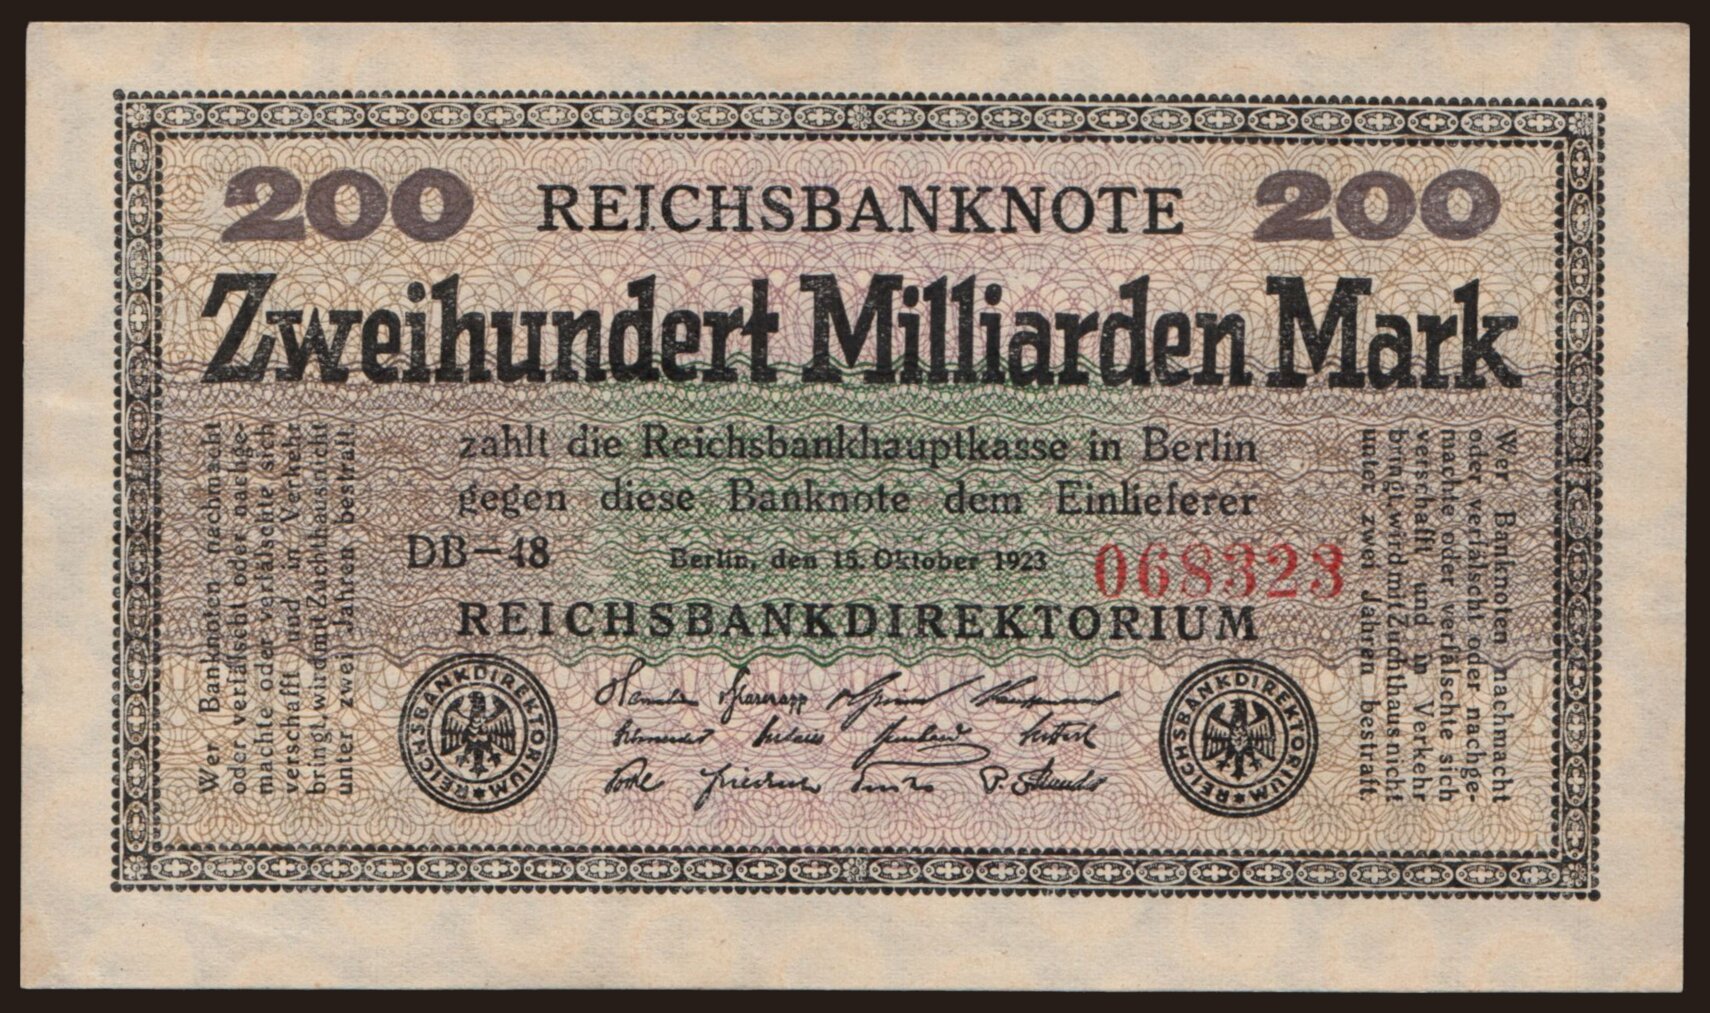 200 REICHSBANKNOTE 200
Zweihundert Milliarden Mark
zahlt die Reichsbankhauptkasse in Berlin
gegen diese Banknote dem Einlieferer
DB—48 Berlin, den 15. Oktober 1923 068323
REICHSBANKDIREKTORIUM
Wer Banknoten nachmacht
oder verfälscht oder nachge-
machte oder verfälschte sich
verschafft und in Verkehr
bringt, wird mit Zuchthaus nicht
unter zwei Jahren bestraft.
Wer Banknoten nachmacht
oder verfälscht oder nachge-
machte oder verfälschte sich
verschafft und in Verkehr
bringt, wird mit Zuchthaus nicht
unter zwei Jahren bestraft.
REICHSBANKDIREKTORIUM
REICHSBANKDIREKTORIUM